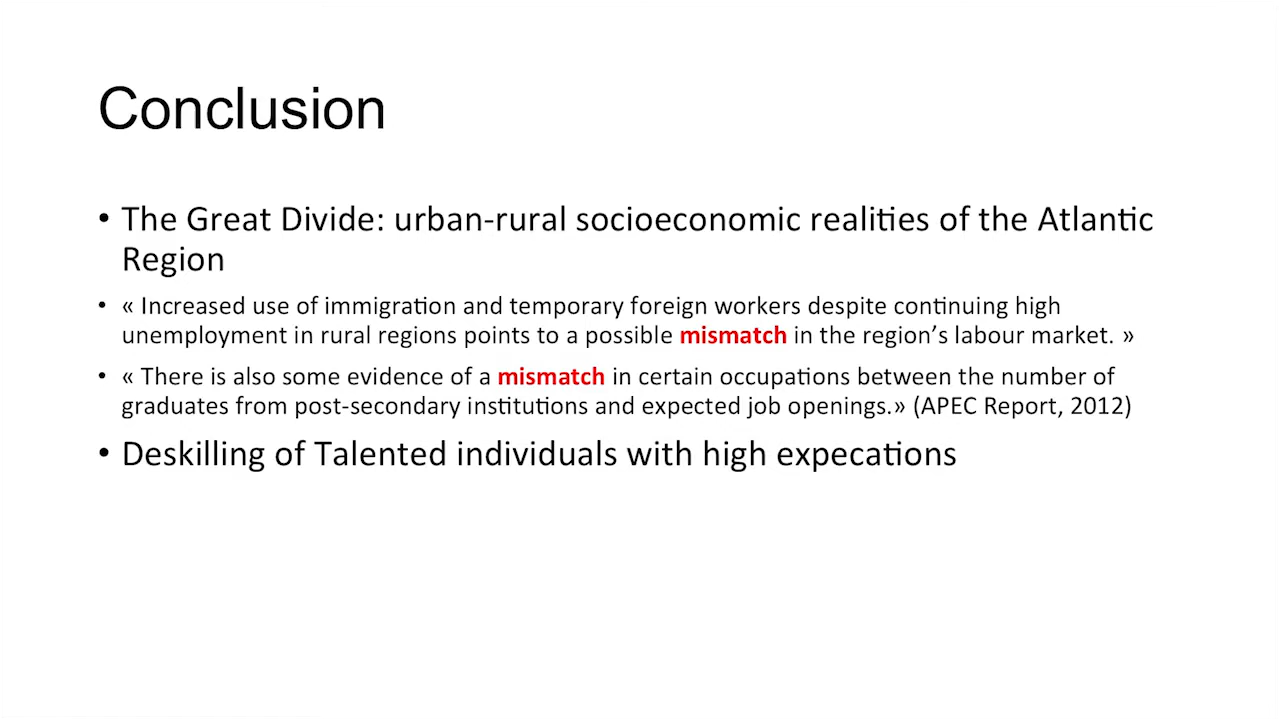 Conclusion
• The Great Divide: urban-rural socioeconomic realities of the Atlantic
Region
• « Increased use of immigration and temporary foreign workers despite continuing high
unemployment in rural regions points to a possible mismatch in the region’s labour market. »
• « There is also some evidence of a mismatch in certain occupations between the number of
graduates from post-secondary institutions and expected job openings.» (APEC Report, 2012)
• Deskilling of Talented individuals with high expecations